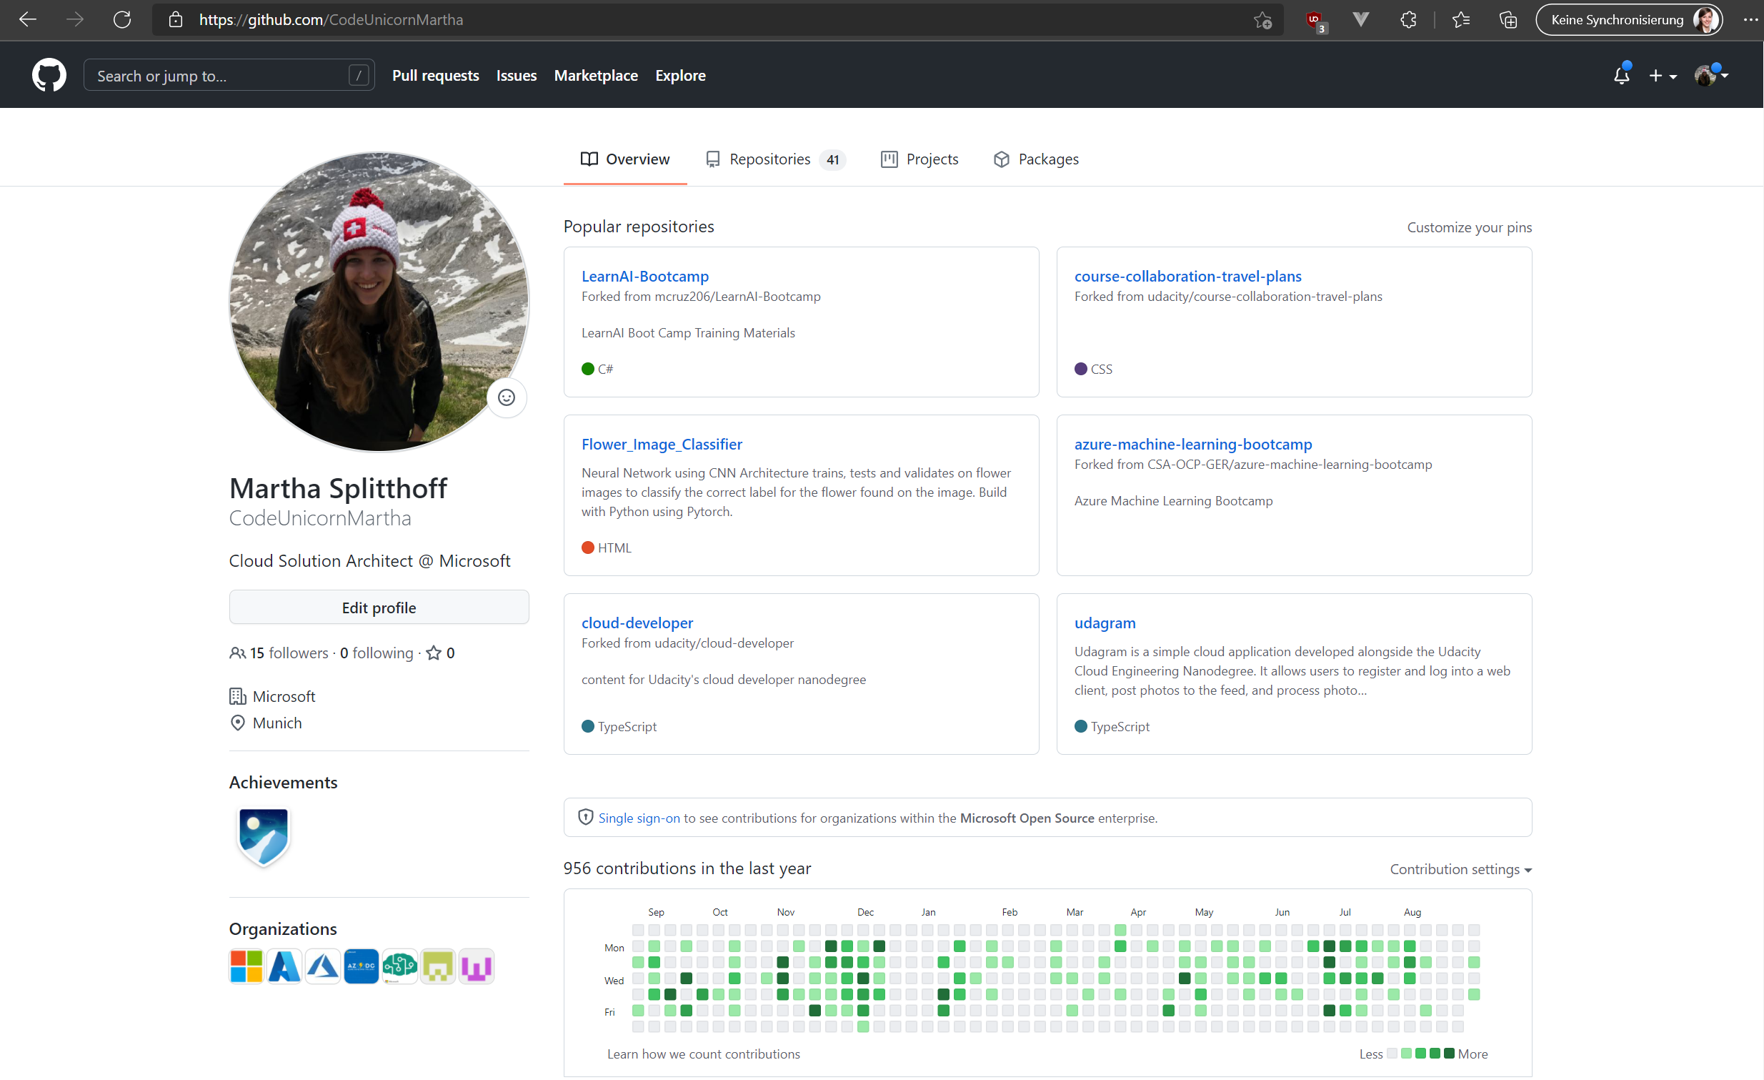 https://github.com/CodeUnicornMartha
3
Keine Synchronisierung
Search or jump to...
/
Pull requests
Issues
Marketplace
Explore
Overview
Repositories 41
Projects
Packages
Martha Splitthoff
CodeUnicornMartha
Cloud Solution Architect @ Microsoft
Edit profile
15 followers · 0 following · 0
Microsoft
Munich
Achievements
Organizations
Popular repositories
Customize your pins
LearnAI-Bootcamp
Forked from mcruz206/LearnAI-Bootcamp
LearnAI Boot Camp Training Materials
C#
course-collaboration-travel-plans
Forked from udacity/course-collaboration-travel-plans
CSS
Flower_Image_Classifier
Neural Network using CNN Architecture trains, tests and validates on flower
images to classify the correct label for the flower found on the image. Build
with Python using Pytorch.
HTML
azure-machine-learning-bootcamp
Forked from CSA-OCP-GER/azure-machine-learning-bootcamp
Azure Machine Learning Bootcamp
cloud-developer
Forked from udacity/cloud-developer
content for Udacity's cloud developer nanodegree
TypeScript
udagram
Udagram is a simple cloud application developed alongside the Udacity
Cloud Engineering Nanodegree. It allows users to register and log into a web
client, post photos to the feed, and process photo...
TypeScript
Single sign-on to see contributions for organizations within the Microsoft Open Source enterprise.
956 contributions in the last year
Contribution settings
Sep Oct Nov Dec Jan Feb Mar Apr May Jun Jul Aug
Mon
Wed
Fri
Learn how we count contributions
Less More